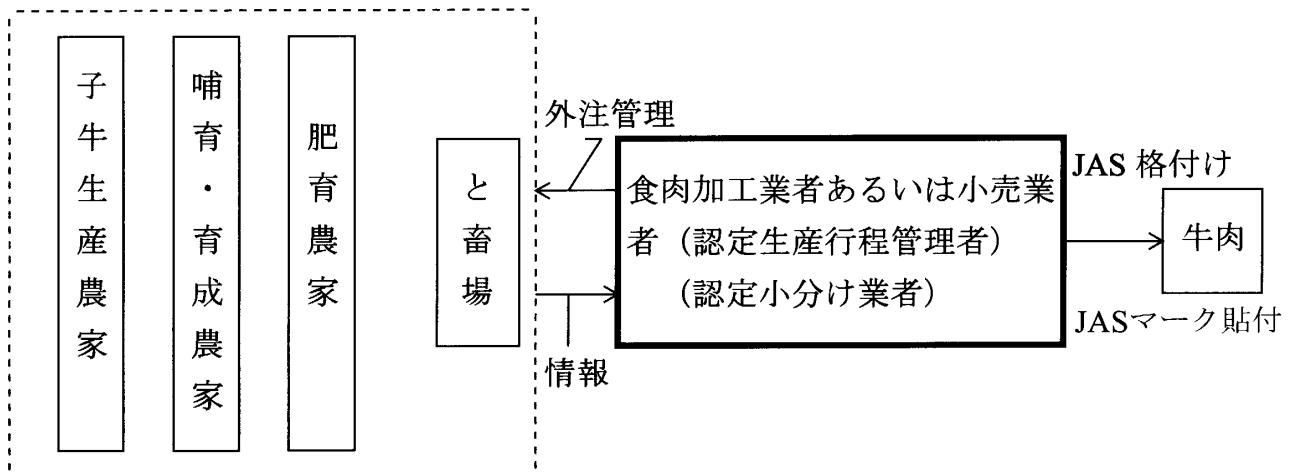 子牛生産農家
哺育・育成農家
肥育農家
と畜場
外注管理
情報
食肉加工業者あるいは小売業
者（認定生産行程管理者）
（認定小分け業者）
JAS 格付け
牛肉
JASマーク貼付